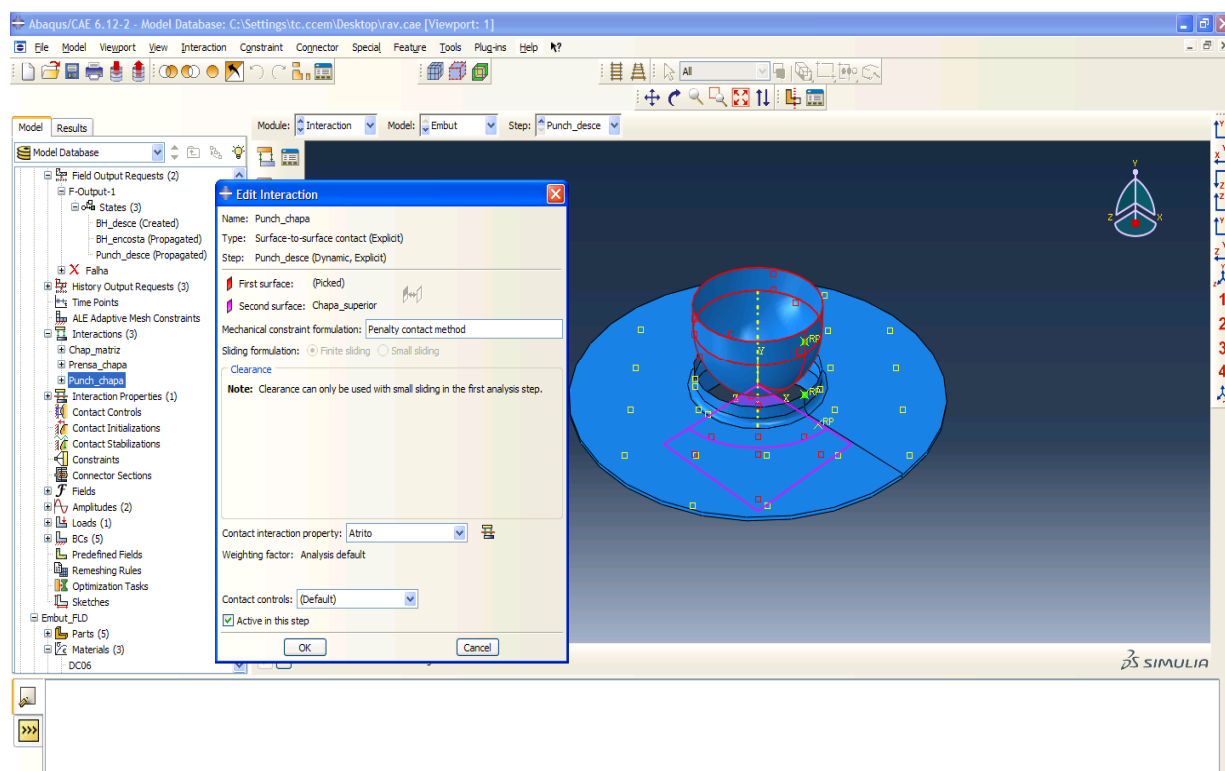 Abaqus/CAE 6.12-2 - Model Database: C:\Settings\tc.ccem\Desktop\rav.cae [Viewport: 1]
File Model Viewport View Interaction Constraint Connector Special Feature Tools Plug-ins Help
All
Model Results
Module: Interaction Model: Embut Step: Punch_desce
Model Database
Field Output Requests (2)
F-Output-1
States (3)
BH_desce (Created)
BH_encosta (Propagated)
Punch_desce (Propagated)
Falha
History Output Requests (3)
Time Points
ALE Adaptive Mesh Constraints
Interactions (3)
Chap_matriz
Prensa_chapa
Punch_chapa
Interaction Properties (1)
Contact Controls
Contact Initializations
Contact Stabilizations
Constraints
Connector Sections
Fields
Amplitudes (2)
Loads (1)
BCs (5)
Predefined Fields
Remeshing Rules
Optimization Tasks
Sketches
Embut_FLD
Parts (5)
Materials (3)
DC06
Edit Interaction
Name: Punch_chapa
Type: Surface-to-surface contact (Explicit)
Step: Punch_desce (Dynamic, Explicit)
First surface: (Picked)
Second surface: Chapa_superior
Mechanical constraint formulation: Penalty contact method
Sliding formulation: Finite sliding Small sliding
Clearance
Note: Clearance can only be used with small sliding in the first analysis step.
Contact interaction property: Atrito
Weighting factor: Analysis default
Contact controls: (Default)
Active in this step
OK Cancel
Y
Z X
RP
Y
Z X
RP
RP
1
2
3
4
SIMULIA
>>>